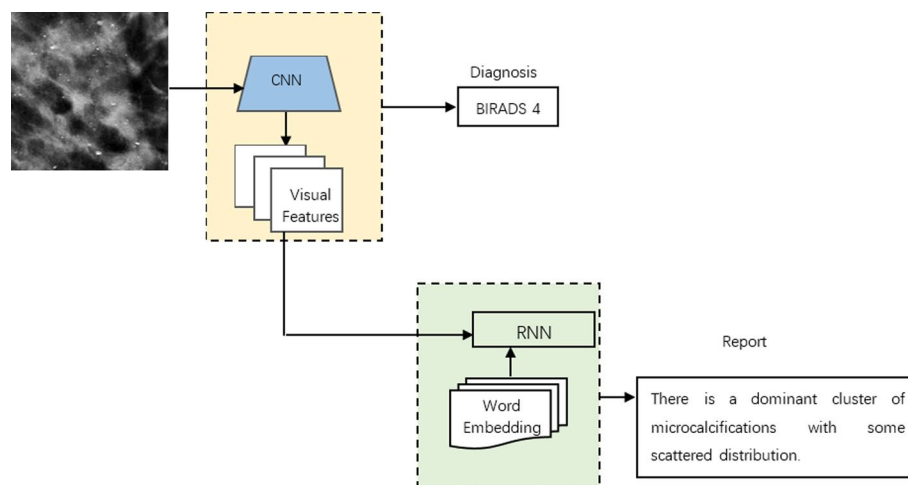 CNN
Visual
Features
Diagnosis
BIRADS 4
RNN
Word
Embedding
Report
There is a dominant cluster of
microcalcifications with some
scattered distribution.